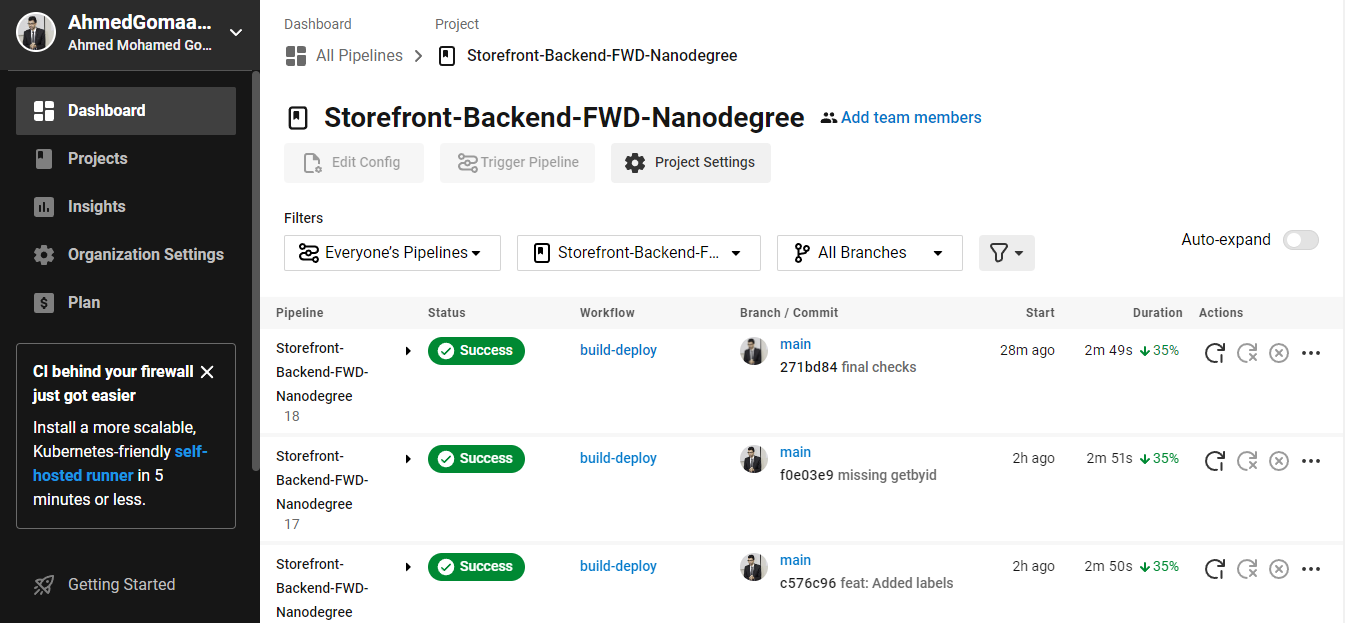 AhmedGomaa...
Ahmed Mohamed Go...
Dashboard
Projects
Insights
Organization Settings
Plan
CI behind your firewall
just got easier
Install a more scalable,
Kubernetes-friendly self-
hosted runner in 5
minutes or less.
Getting Started
Dashboard Project
All Pipelines Storefront-Backend-FWD-Nanodegree
Storefront-Backend-FWD-Nanodegree Add team members
Edit Config Trigger Pipeline Project Settings
Filters
Everyone's Pipelines Storefront-Backend-F... All Branches Auto-expand
Pipeline Status Workflow Branch / Commit Start Duration Actions
Storefront-
Backend-FWD-
Nanodegree
18
Success build-deploy main 28m ago 2m 49s 35%
271bd84 final checks
Storefront-
Backend-FWD-
Nanodegree
17
Success build-deploy main 2h ago 2m 51s 35%
f0e03e9 missing getbyid
Storefront-
Backend-FWD-
Nanodegree
Success build-deploy main 2h ago 2m 50s 35%
c576c96 feat: Added labels